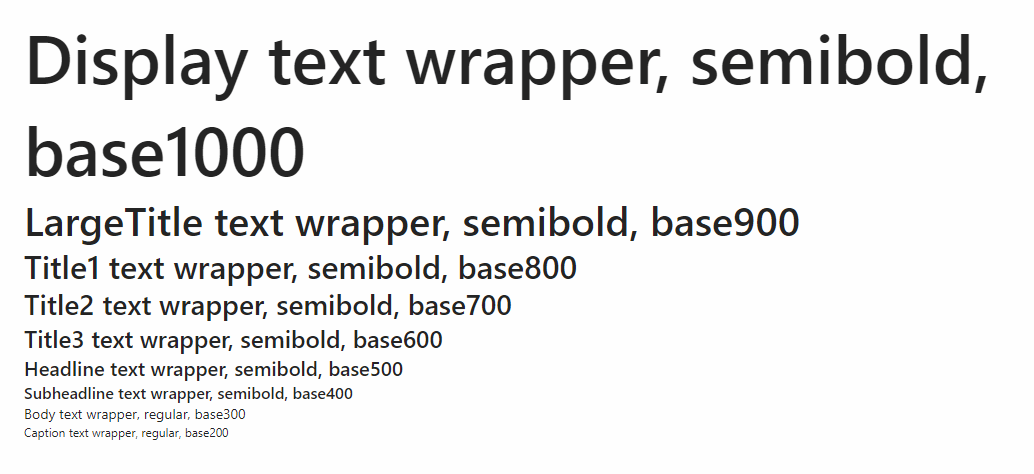 Display text wrapper, semibold,
base1000
LargeTitle text wrapper, semibold, base900
Title1 text wrapper, semibold, base800
Title2 text wrapper, semibold, base700
Title3 text wrapper, semibold, base600
Headline text wrapper, semibold, base500
Subheadline text wrapper, semibold, base400
Body text wrapper, regular, base300
Caption text wrapper, regular, base200